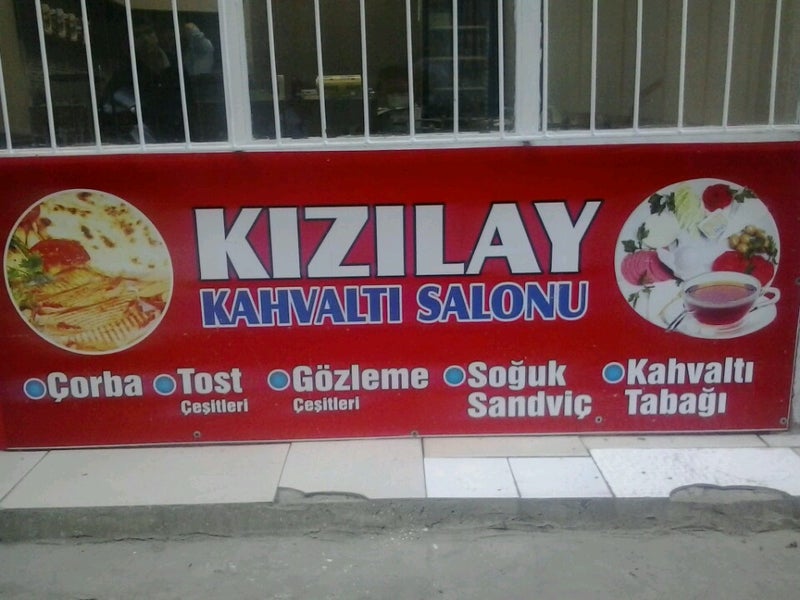 KIZILAY
KAHVALTI SALONU
Çorba
Tost
Çeşitleri
Gözleme
Çeşitleri
Soğuk
Sandviç
Kahvaltı
Tabağı